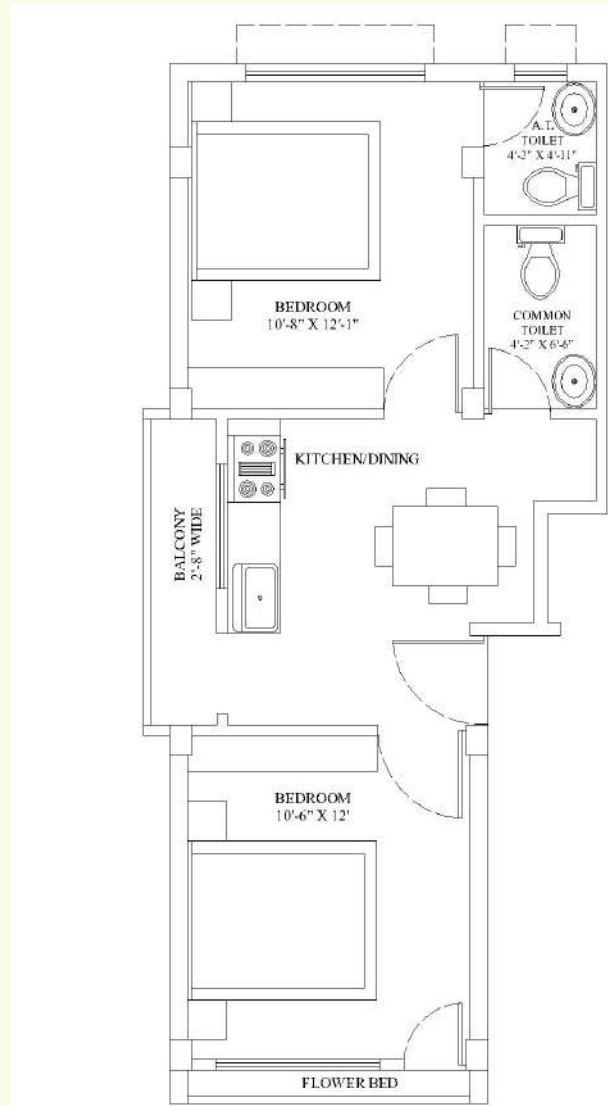 A.T.
TOILET
4'-2" X 4'-11"
BEDROOM
10'-8" X 12'-1"
COMMON
TOILET
4'-2" X 6'-6"
KITCHEN/DINING
BALCONY
2'-8" WIDE
BEDROOM
10'-6" X 12'
FLOWER BED